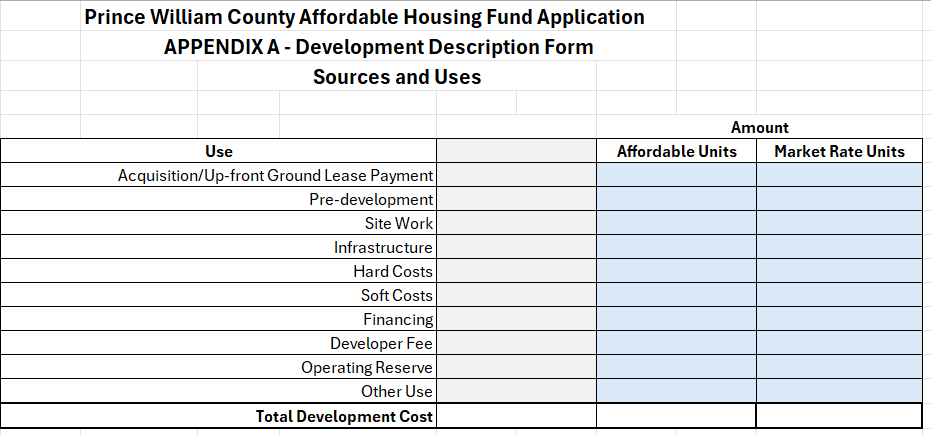 Prince William County Affordable Housing Fund Application
APPENDIX A - Development Description Form
Sources and Uses
Amount
Use Affordable Units Market Rate Units
Acquisition/Up-front Ground Lease Payment
Pre-development
Site Work
Infrastructure
Hard Costs
Soft Costs
Financing
Developer Fee
Operating Reserve
Other Use
Total Development Cost